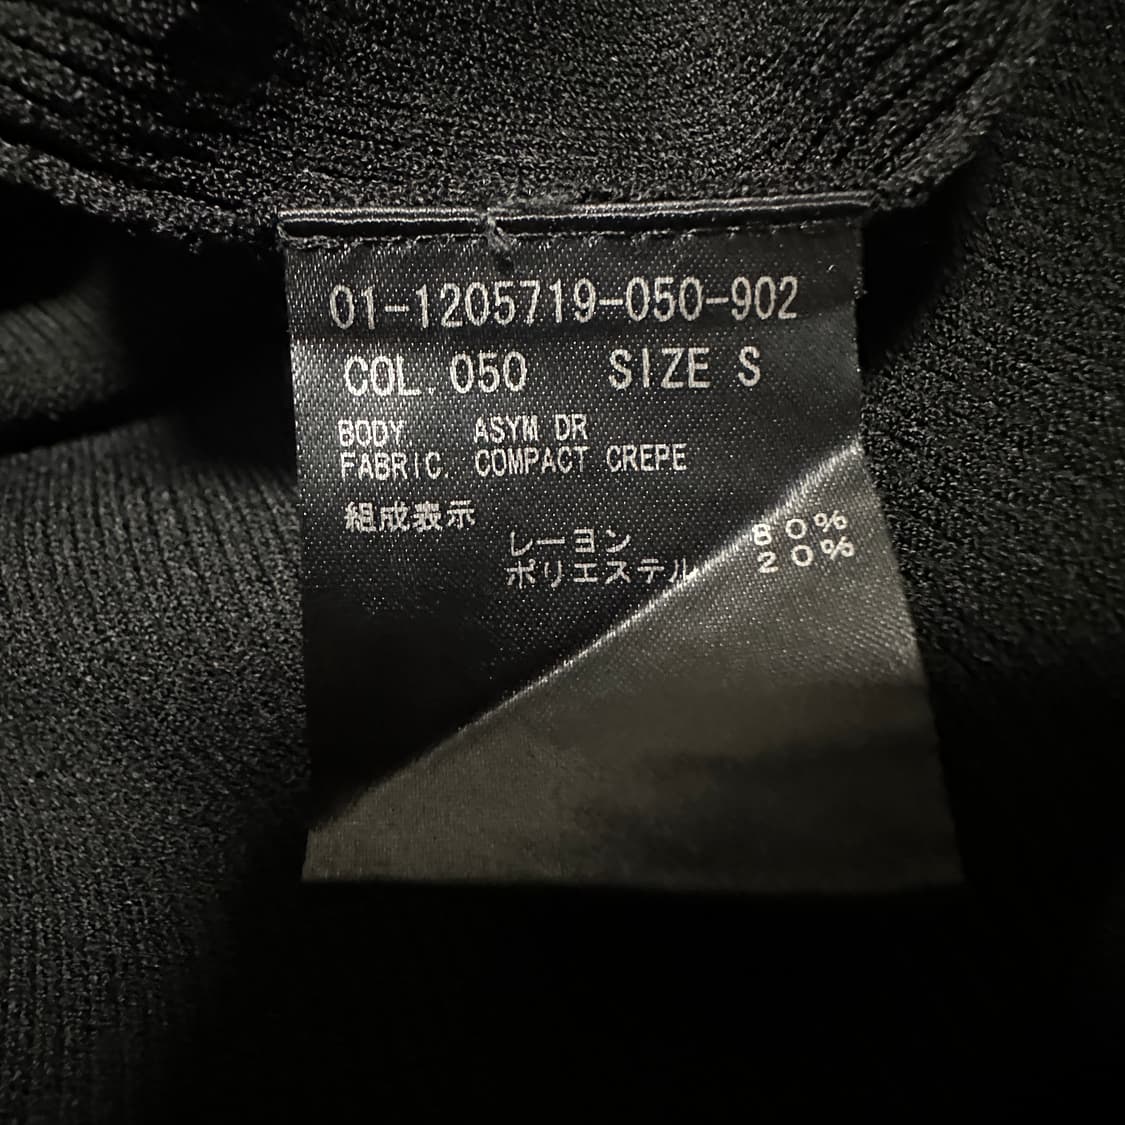 01-1205719-050-902
COL. 050 SIZE S
BODY ASYM DR
FABRIC. COMPACT CREPE
組成表示
レーヨン 80%
ポリエステル 20%